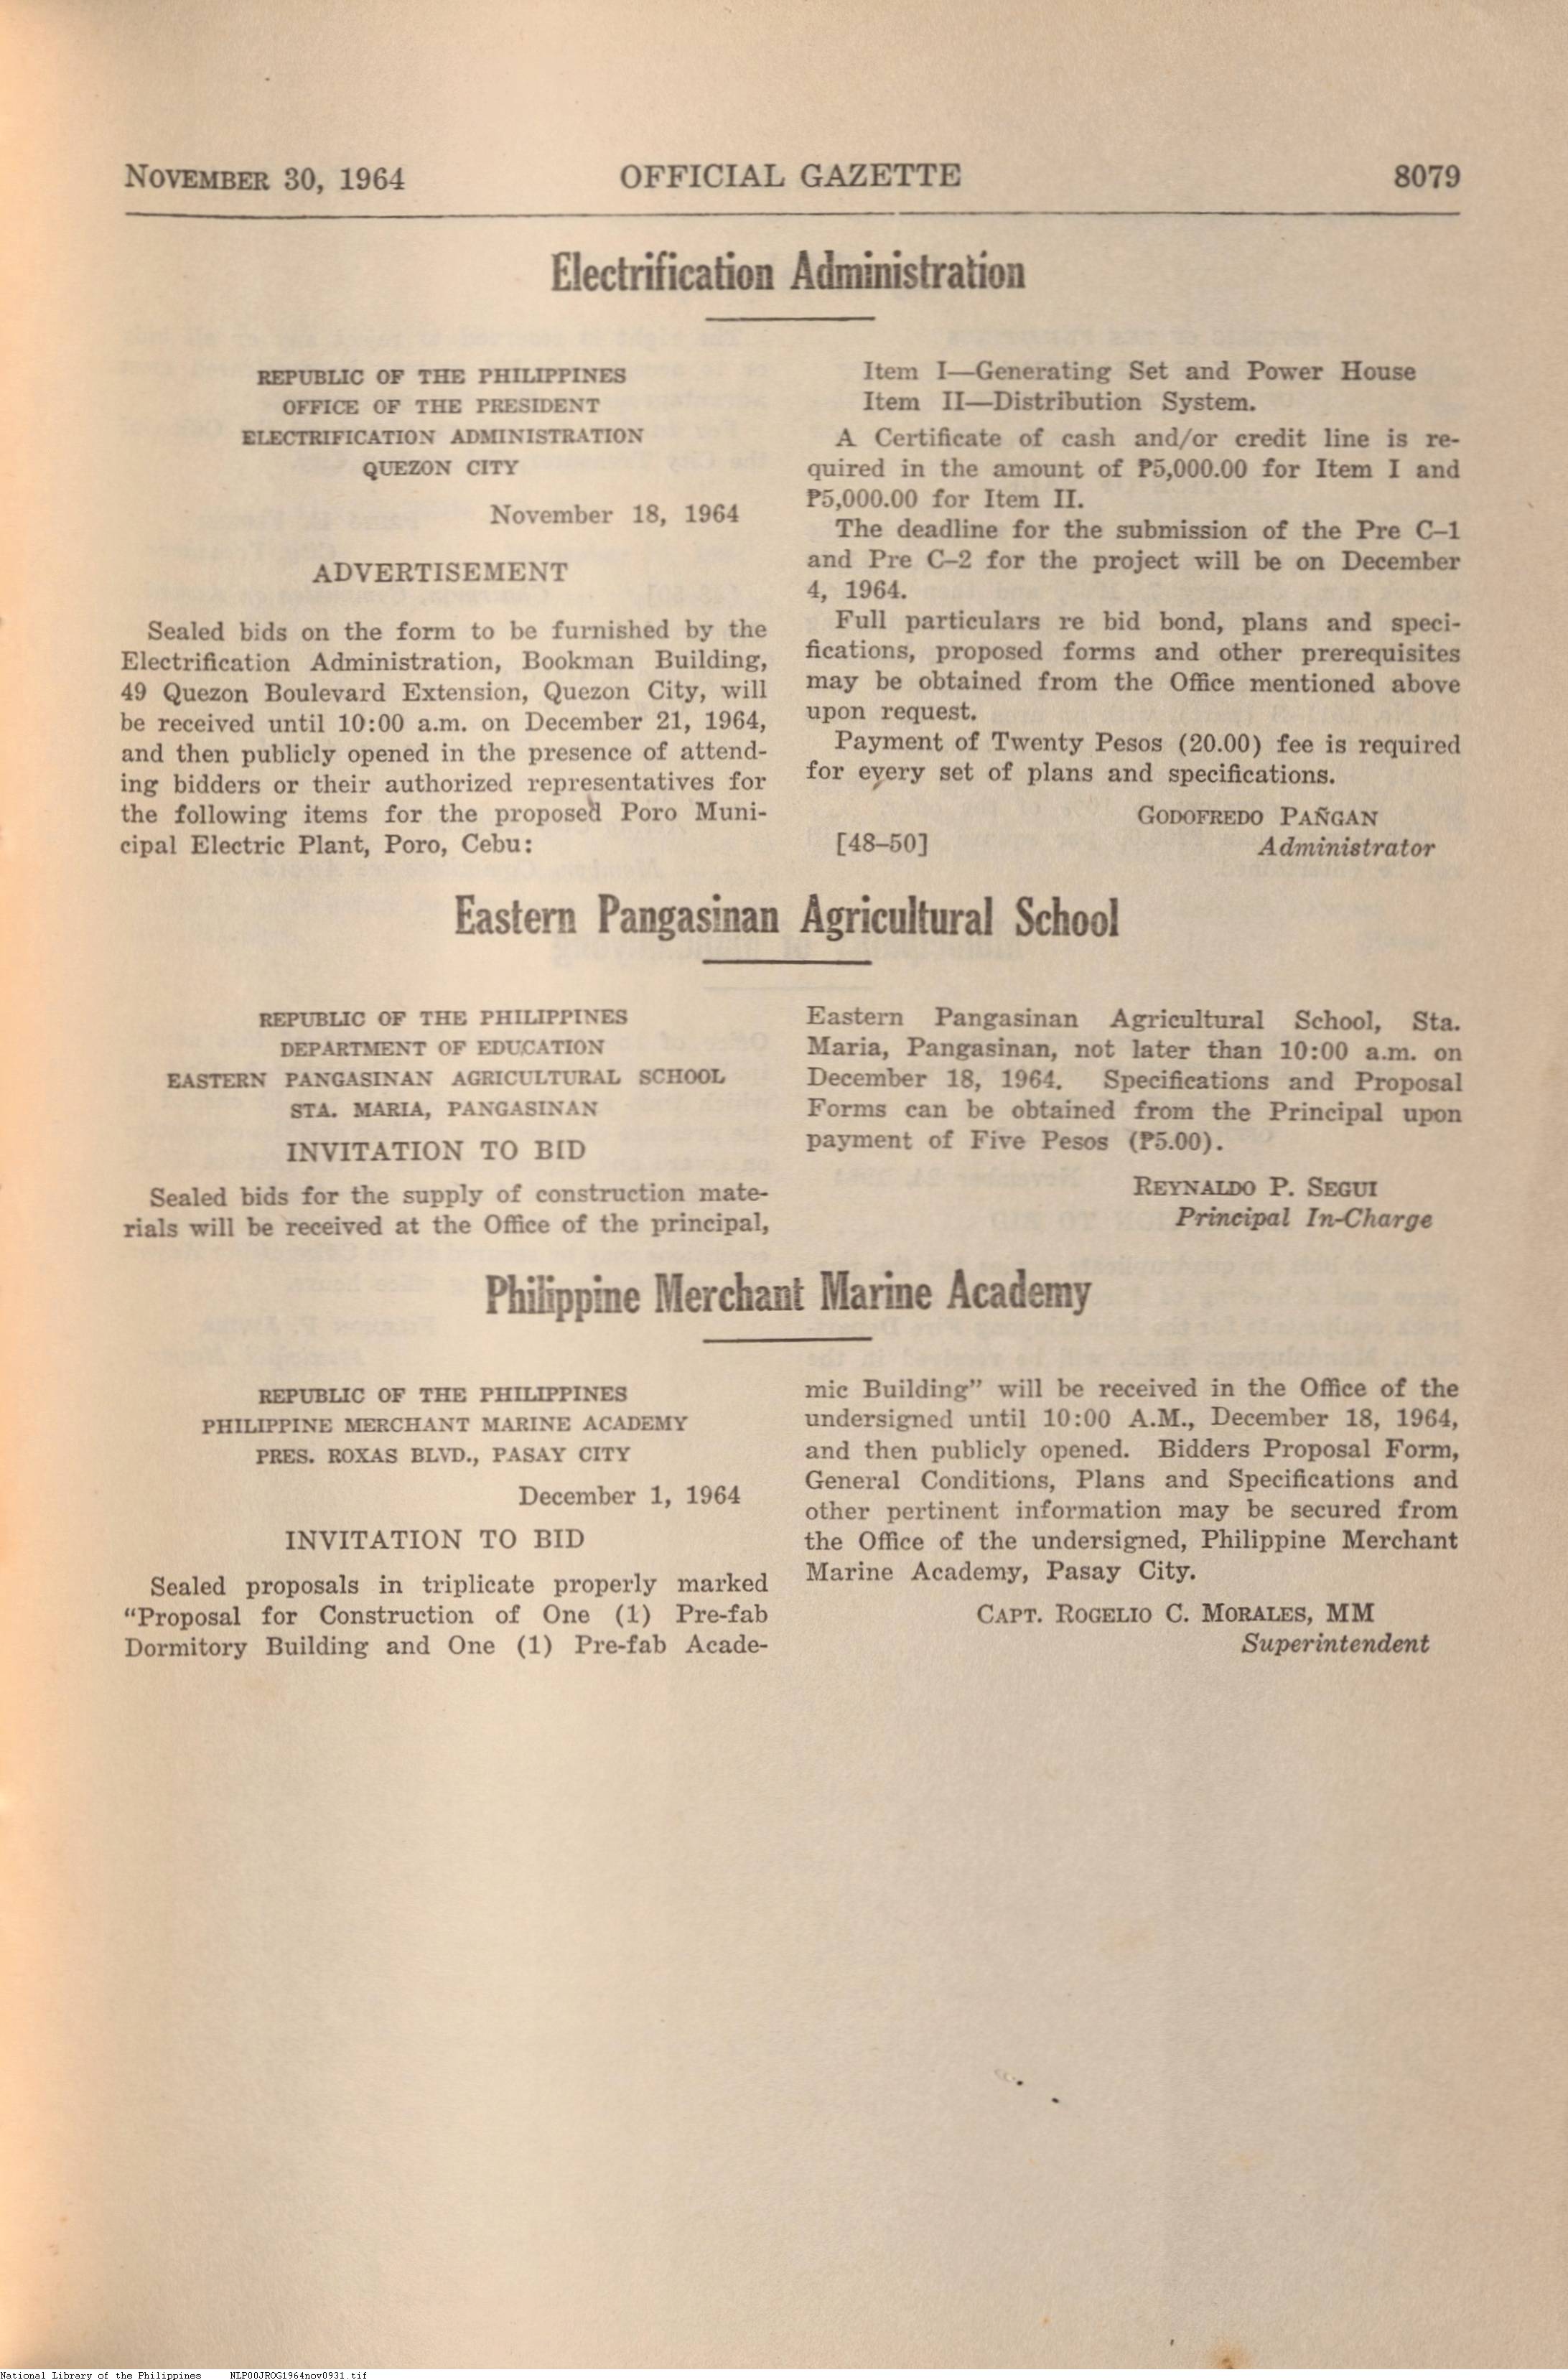 NOVEMBER 30, 1964 OFFICIAL GAZETTE 8079
Electrification Administration
REPUBLIC OF THE PHILIPPINES
OFFICE OF THE PRESIDENT
ELECTRIFICATION ADMINISTRATION
QUEZON CITY
November 18, 1964
ADVERTISEMENT
Sealed bids on the form to be furnished by the
Electrification Administration, Bookman Building,
49 Quezon Boulevard Extension, Quezon City, will
be received until 10:00 a.m. on December 21, 1964,
and then publicly opened in the presence of attend-
ing bidders or their authorized representatives for
the following items for the proposed Poro Muni-
cipal Electric Plant, Poro, Cebu:
Item I—Generating Set and Power House
Item II—Distribution System.
A Certificate of cash and/or credit line is re-
quired in the amount of ₱5,000.00 for Item I and
₱5,000.00 for Item II.
The deadline for the submission of the Pre C–1
and Pre C–2 for the project will be on December
4, 1964.
Full particulars re bid bond, plans and speci-
fications, proposed forms and other prerequisites
may be obtained from the Office mentioned above
upon request.
Payment of Twenty Pesos (20.00) fee is required
for every set of plans and specifications.
GODOFREDO PAÑGAN
[48–50] Administrator
Eastern Pangasinan Agricultural School
REPUBLIC OF THE PHILIPPINES
DEPARTMENT OF EDUCATION
EASTERN PANGASINAN AGRICULTURAL SCHOOL
STA. MARIA, PANGASINAN
INVITATION TO BID
Sealed bids for the supply of construction mate-
rials will be received at the Office of the principal,
Eastern Pangasinan Agricultural School, Sta.
Maria, Pangasinan, not later than 10:00 a.m. on
December 18, 1964. Specifications and Proposal
Forms can be obtained from the Principal upon
payment of Five Pesos (₱5.00).
REYNALDO P. SEGUI
Principal In-Charge
Philippine Merchant Marine Academy
REPUBLIC OF THE PHILIPPINES
PHILIPPINE MERCHANT MARINE ACADEMY
PRES. ROXAS BLVD., PASAY CITY
December 1, 1964
INVITATION TO BID
Sealed proposals in triplicate properly marked
“Proposal for Construction of One (1) Pre-fab
Dormitory Building and One (1) Pre-fab Acade-
mic Building” will be received in the Office of the
undersigned until 10:00 A.M., December 18, 1964,
and then publicly opened. Bidders Proposal Form,
General Conditions, Plans and Specifications and
other pertinent information may be secured from
the Office of the undersigned, Philippine Merchant
Marine Academy, Pasay City.
CAPT. ROGELIO C. MORALES, MM
Superintendent
National Library of the Philippines NLP00JROG1964nov0931.tif